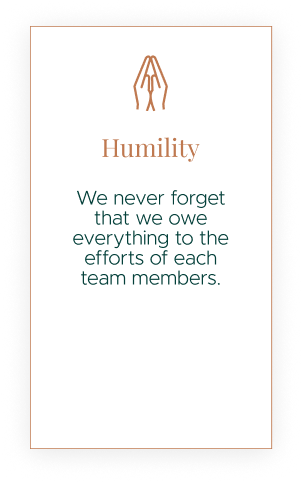 Humility
We never forget
that we owe
everything to the
efforts of each
team members.